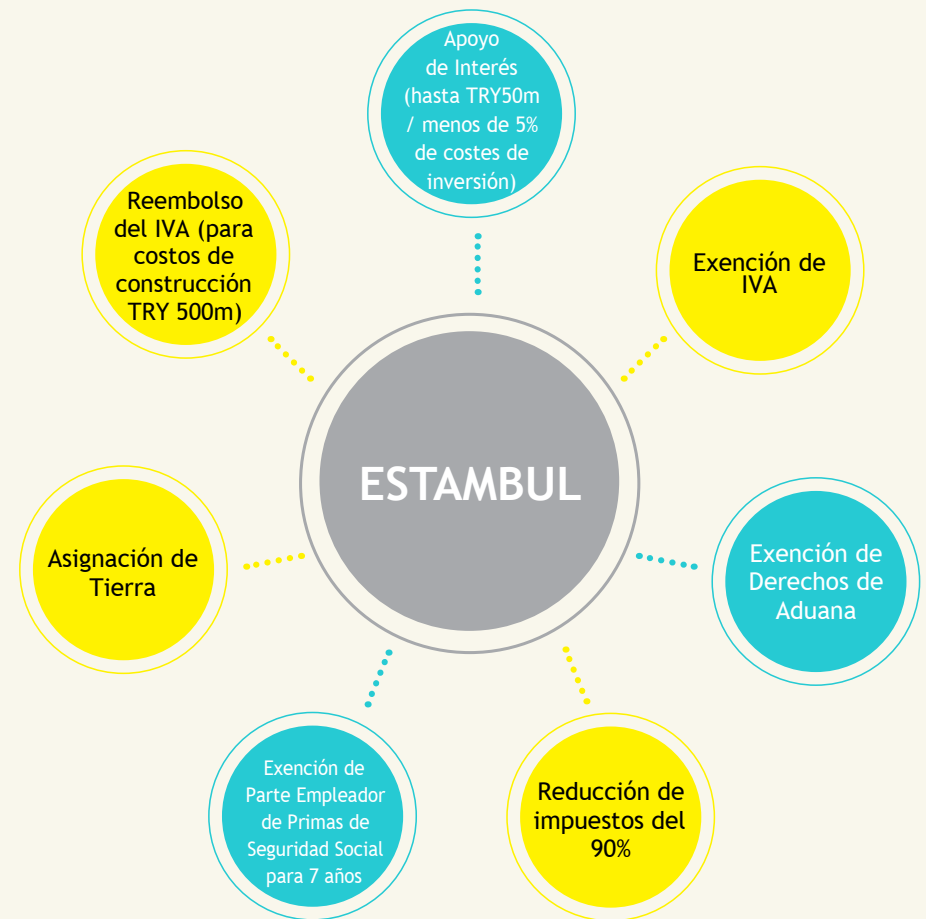 Apoyo
de Interés
(hasta TRY50m
/ menos de 5%
de costes de
inversión)
Reembolso
del IVA (para
costos de
construcción
TRY 500m)
Exención de
IVA
ESTAMBUL
Asignación de
Tierra
Exención de
Derechos de
Aduana
Exención de
Parte Empleador
de Primas de
Seguridad Social
para 7 años
Reducción de
impuestos del
90%